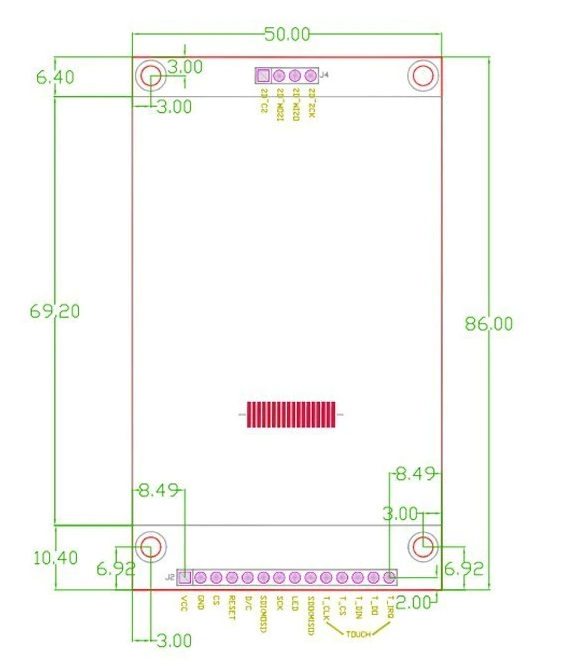 50.00
6.40
3.00
J4
3.00
SD_CS
SD_MOSI
SD_MISO
SD_SCK
69.20
86.00
8.49
8.49
3.00
10.40
6.92
J2
6.92
VCC
GND
CS
RESET
D/C
SDI(MOSI)
SCK
LED
SDO(MISO)
T_CLK
T_CS
T_DIN
T_DO
T_IRQ
2.00
TOUCH
3.00